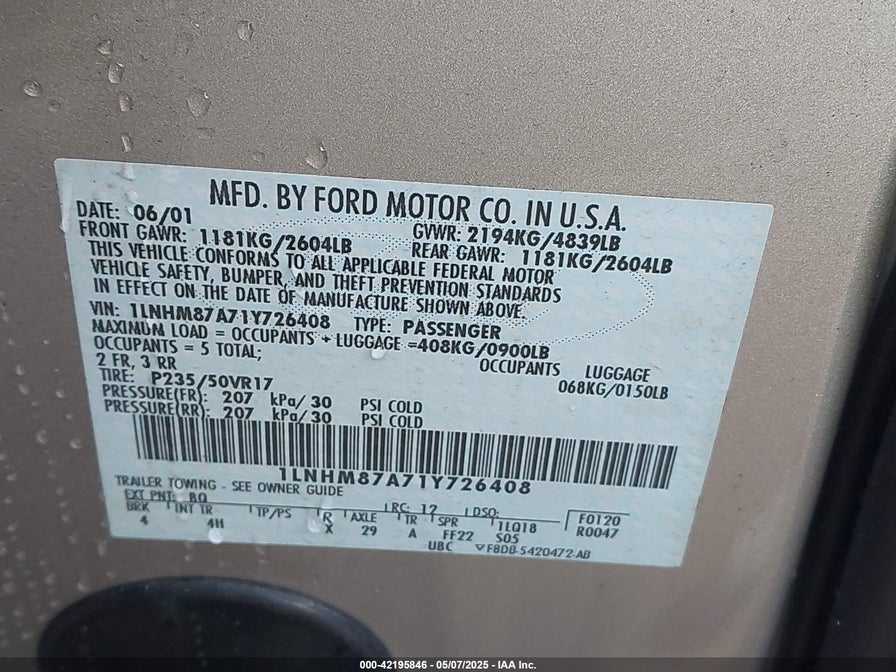 MFD. BY FORD MOTOR CO. IN U.S.A.
DATE: 06/01 GVWR: 2194KG/4839LB
FRONT GAWR: 1181KG/2604LB REAR GAWR: 1181KG/2604LB
THIS VEHICLE CONFORMS TO ALL APPLICABLE FEDERAL MOTOR
VEHICLE SAFETY, BUMPER, AND THEFT PREVENTION STANDARDS
IN EFFECT ON THE DATE OF MANUFACTURE SHOWN ABOVE.
VIN: 1LNHM87A71Y726408 TYPE: PASSENGER
MAXIMUM LOAD = OCCUPANTS + LUGGAGE =408KG/0900LB
OCCUPANTS = 5 TOTAL; OCCUPANTS LUGGAGE
2 FR, 3 RR 068KG/0150LB
TIRE: P235/50VR17
PRESSURE(FR): 207 kPa/ 30 PSI COLD
PRESSURE(RR): 207 kPa/ 30 PSI COLD
1LNHM87A71Y726408
TRAILER TOWING - SEE OWNER GUIDE
EXT PNT: BQ RC: 12 DSO: F0120
BRK INT TR TP/PS R AXLE TR SPR 1LQ18 R0047
4 4H X 29 A FF22 S05
UBC ▽F8DB-5420472-AB
000-42195846 - 05/07/2025 - IAA Inc.